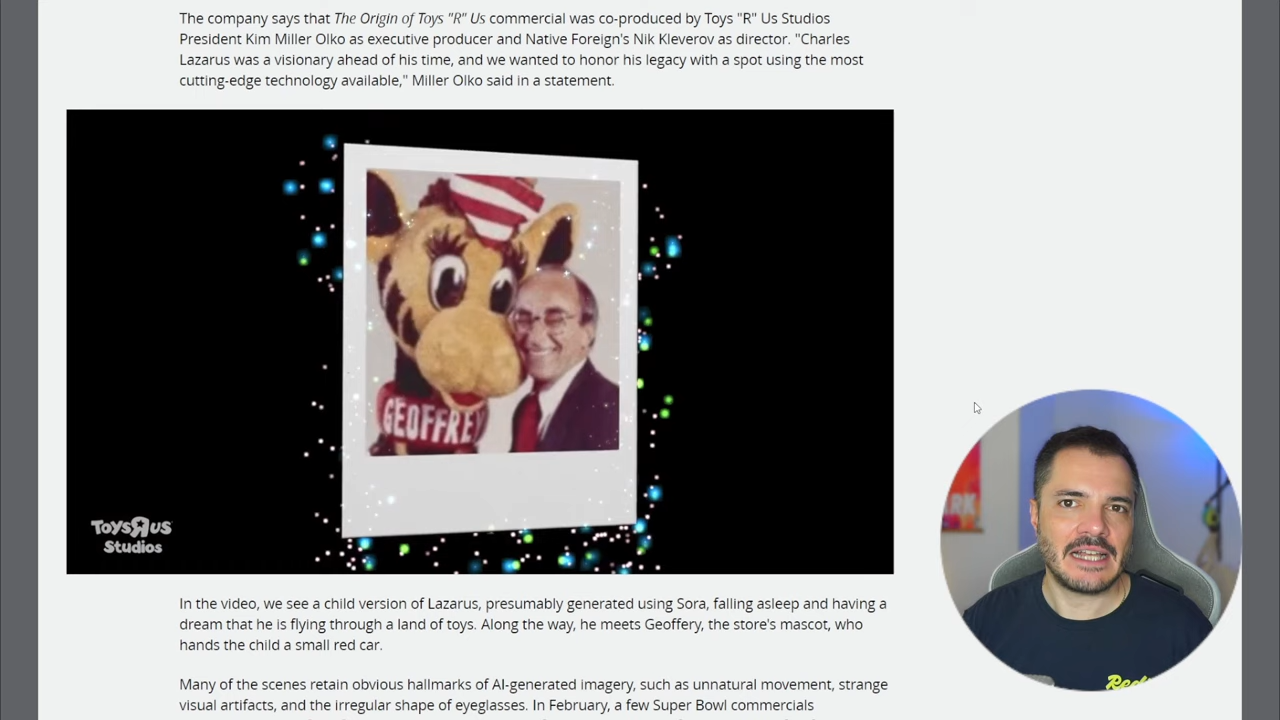 The company says that The Origin of Toys "R" Us commercial was co-produced by Toys "R" Us Studios
President Kim Miller Olko as executive producer and Native Foreign's Nik Kleverov as director. "Charles
Lazarus was a visionary ahead of his time, and we wanted to honor his legacy with a spot using the most
cutting-edge technology available," Miller Olko said in a statement.
GEOFFREY
ToysЯUs
Studios
In the video, we see a child version of Lazarus, presumably generated using Sora, falling asleep and having a
dream that he is flying through a land of toys. Along the way, he meets Geoffery, the store's mascot, who
hands the child a small red car.
Many of the scenes retain obvious hallmarks of AI-generated imagery, such as unnatural movement, strange
visual artifacts, and the irregular shape of eyeglasses. In February, a few Super Bowl commercials